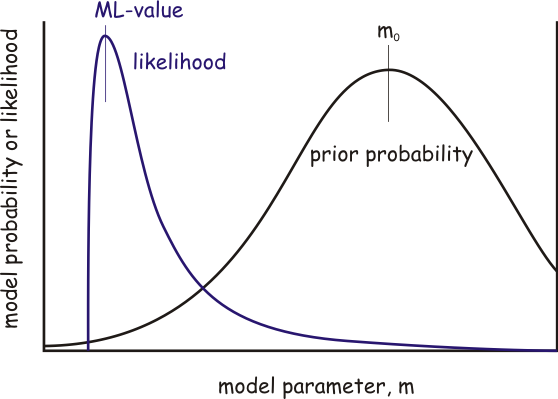 ML-value
likelihood
m₀
prior probability
model probability or likelihood
model parameter, m